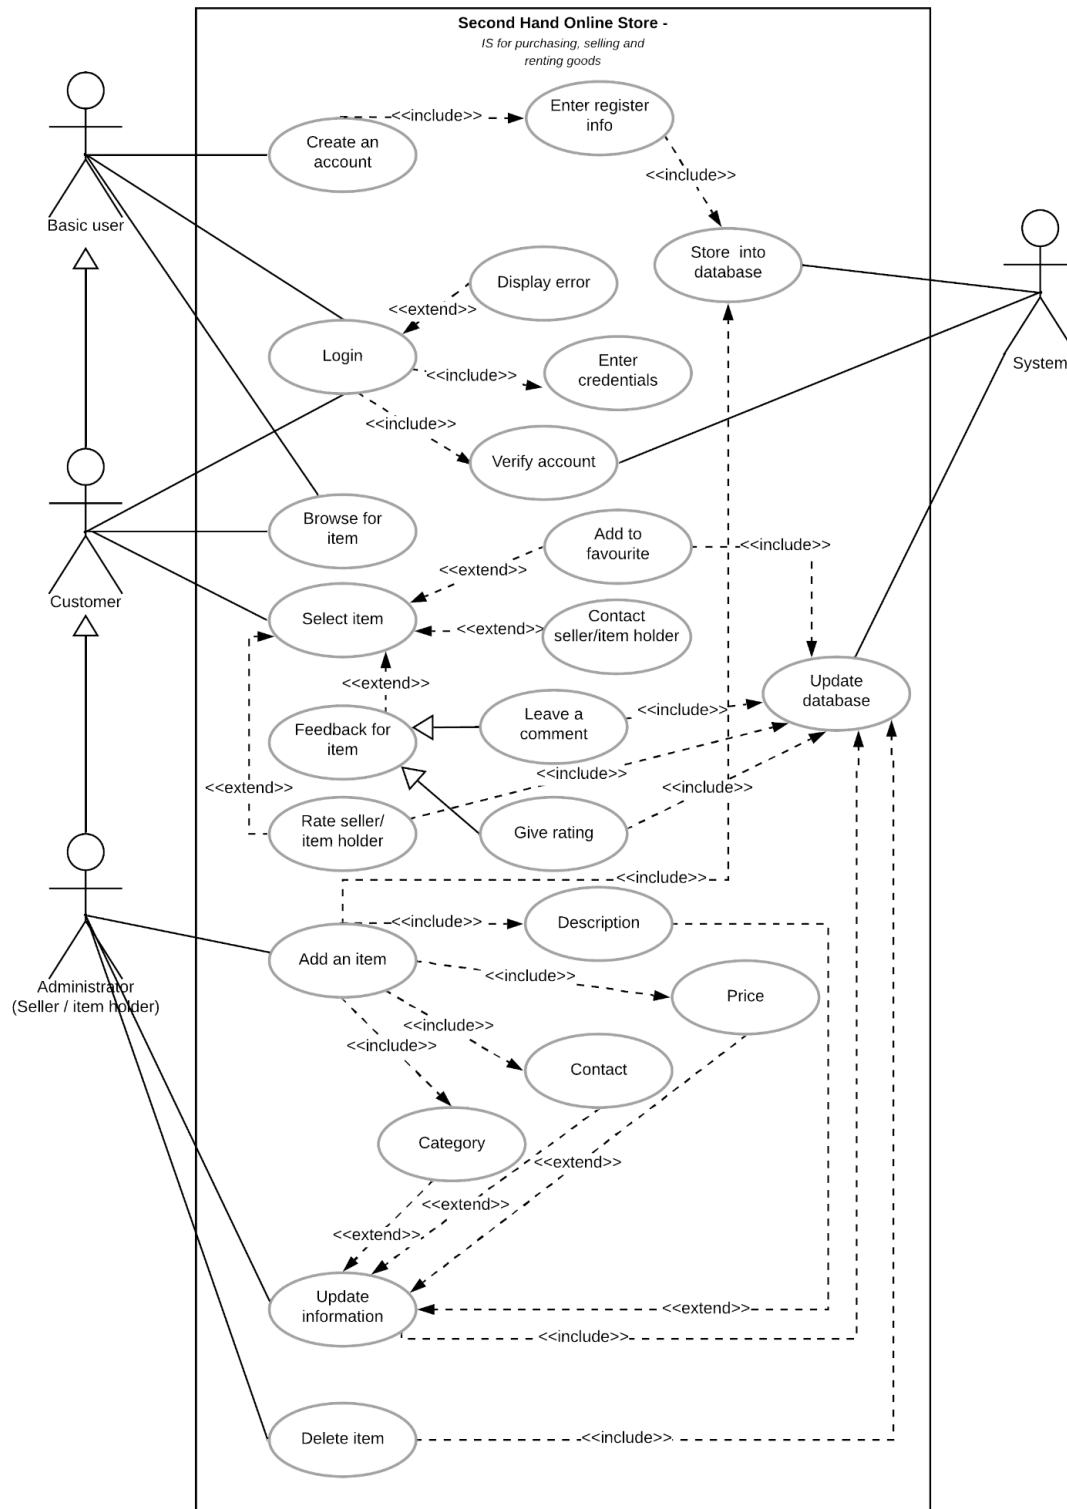 Second Hand Online Store -
IS for purchasing, selling and
renting goods
Enter register
info
<<include>>
Create an
account
<<include>>
Basic user
Store  into
database
Display error
<<extend>>
Login
Enter
credentials
<<include>>
System
<<include>>
Verify account
Browse for
item
Add to
favourite
<<include>>
<<extend>>
Customer
Select item
Contact
seller/item holder
<<extend>>
<<extend>>
Update
database
Feedback for
item
Leave a
comment
<<include>>
<<include>>
<<extend>>
<<include>>
Rate seller/
item holder
Give rating
<<include>>
<<include>>
Description
Add an item
<<include>>
Administrator
(Seller / item holder)
Price
<<include>>
<<include>>
Contact
Category
<<extend>>
<<extend>>
<<extend>>
Update
information
<<extend>>
<<include>>
Delete item
<<include>>